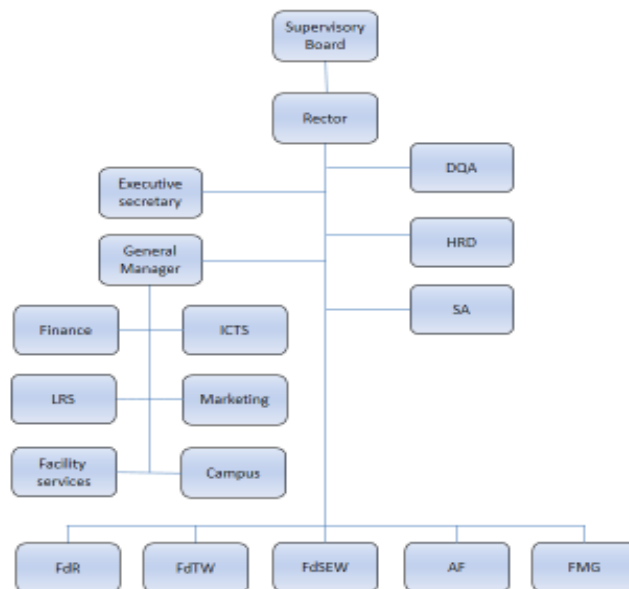 Supervisory
Board
Rector
DQA
Executive
secretary
HRD
General
Manager
SA
Finance
ICTS
LRS
Marketing
Facility
services
Campus
FdR
FdTW
FdSEW
AF
FMG